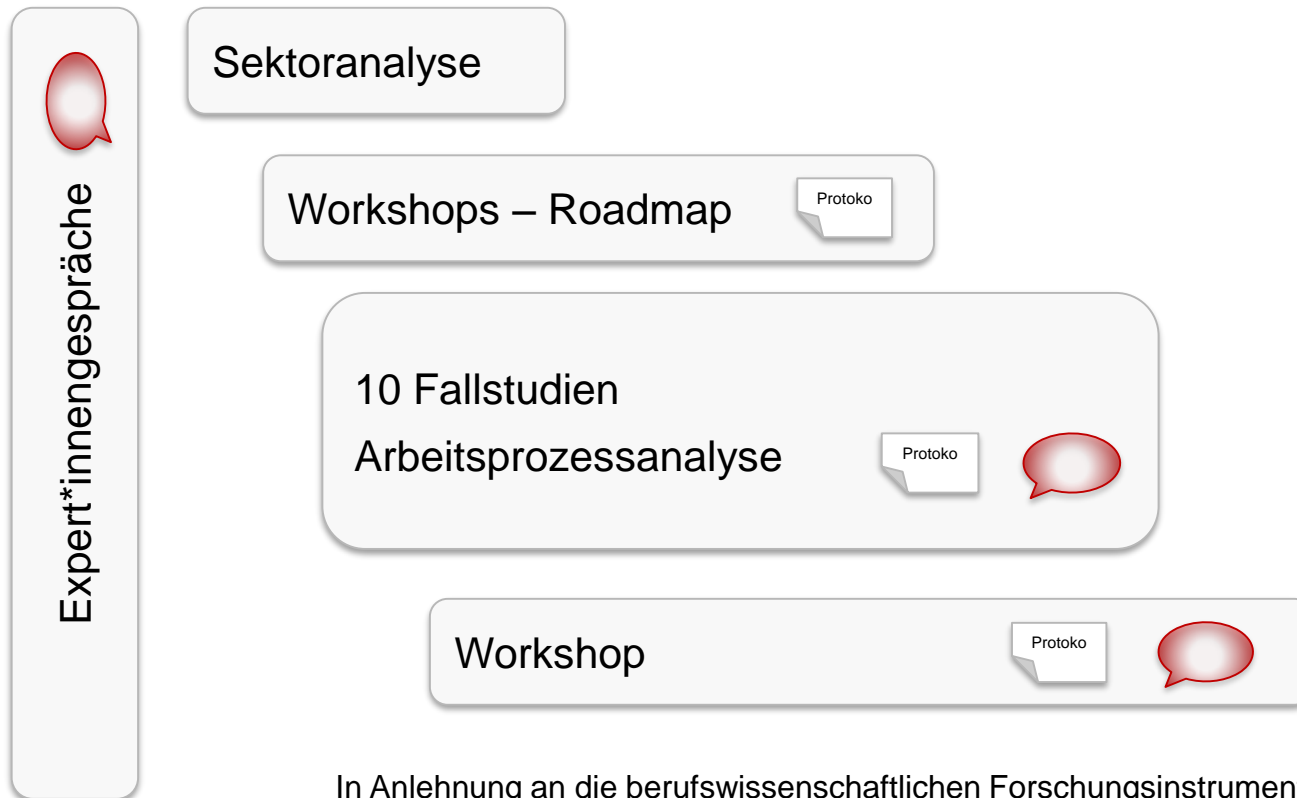 Expert*innengespräche
Sektoranalyse
Workshops – Roadmap
Protoko
10 Fallstudien
Arbeitsprozessanalyse
Protoko
Workshop
Protoko
In Anlehnung an die berufswissenschaftlichen Forschungsinstrumen